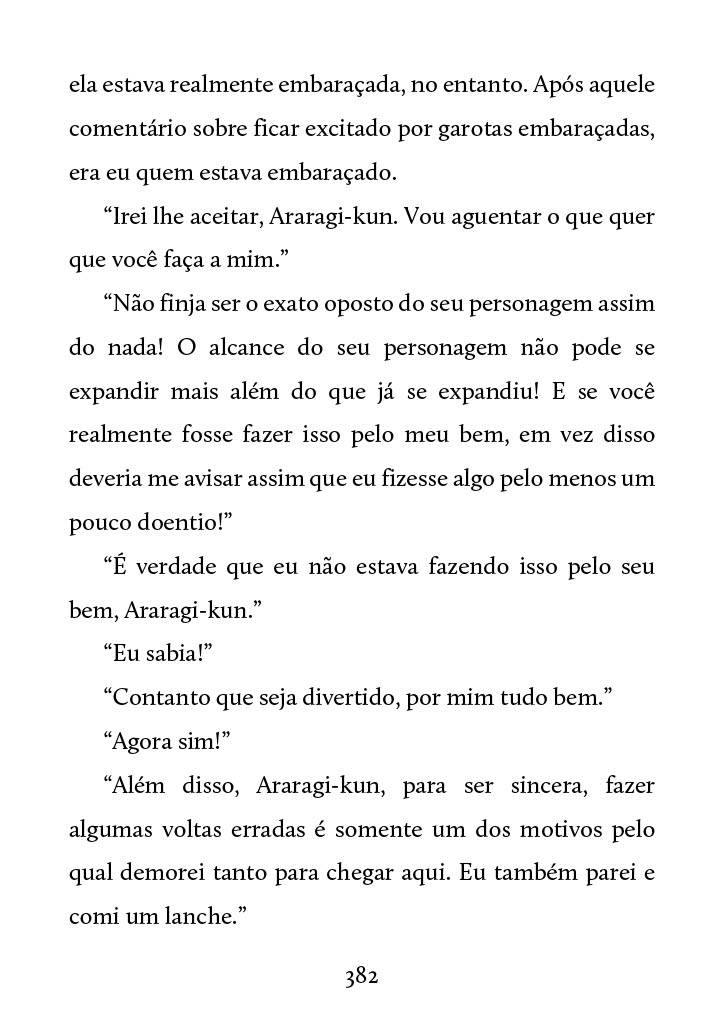 ela estava realmente embaraçada, no entanto. Após aquele
comentário sobre ficar excitado por garotas embaraçadas,
era eu quem estava embaraçado.
“Irei lhe aceitar, Araragi-kun. Vou aguentar o que quer
que você faça a mim.”
“Não finja ser o exato oposto do seu personagem assim
do nada! O alcance do seu personagem não pode se
expandir mais além do que já se expandiu! E se você
realmente fosse fazer isso pelo meu bem, em vez disso
deveria me avisar assim que eu fizesse algo pelo menos um
pouco doentio!”
“É verdade que eu não estava fazendo isso pelo seu
bem, Araragi-kun.”
“Eu sabia!”
“Contanto que seja divertido, por mim tudo bem.”
“Agora sim!”
“Além disso, Araragi-kun, para ser sincera, fazer
algumas voltas erradas é somente um dos motivos pelo
qual demorei tanto para chegar aqui. Eu também parei e
comi um lanche.”
382